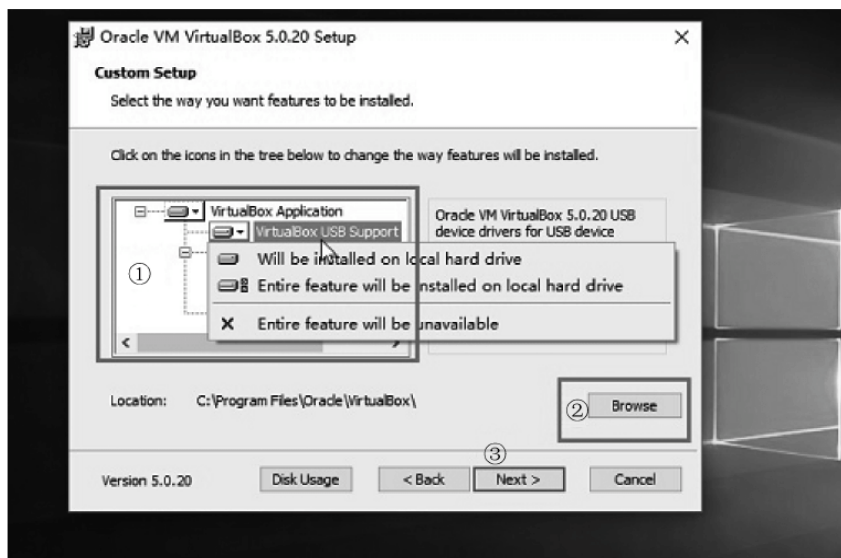 Oracle VM VirtualBox 5.0.20 Setup
Custom Setup
Select the way you want features to be installed.
Click on the icons in the tree below to change the way features will be installed.
VirtualBox Application
VirtualBox USB Support
Oracle VM VirtualBox 5.0.20 USB
device drivers for USB device
①
Will be installed on local hard drive
Entire feature will be installed on local hard drive
Entire feature will be unavailable
Location: C:\Program Files\Oracle\VirtualBox\
② Browse
③
Version 5.0.20 Disk Usage < Back Next > Cancel